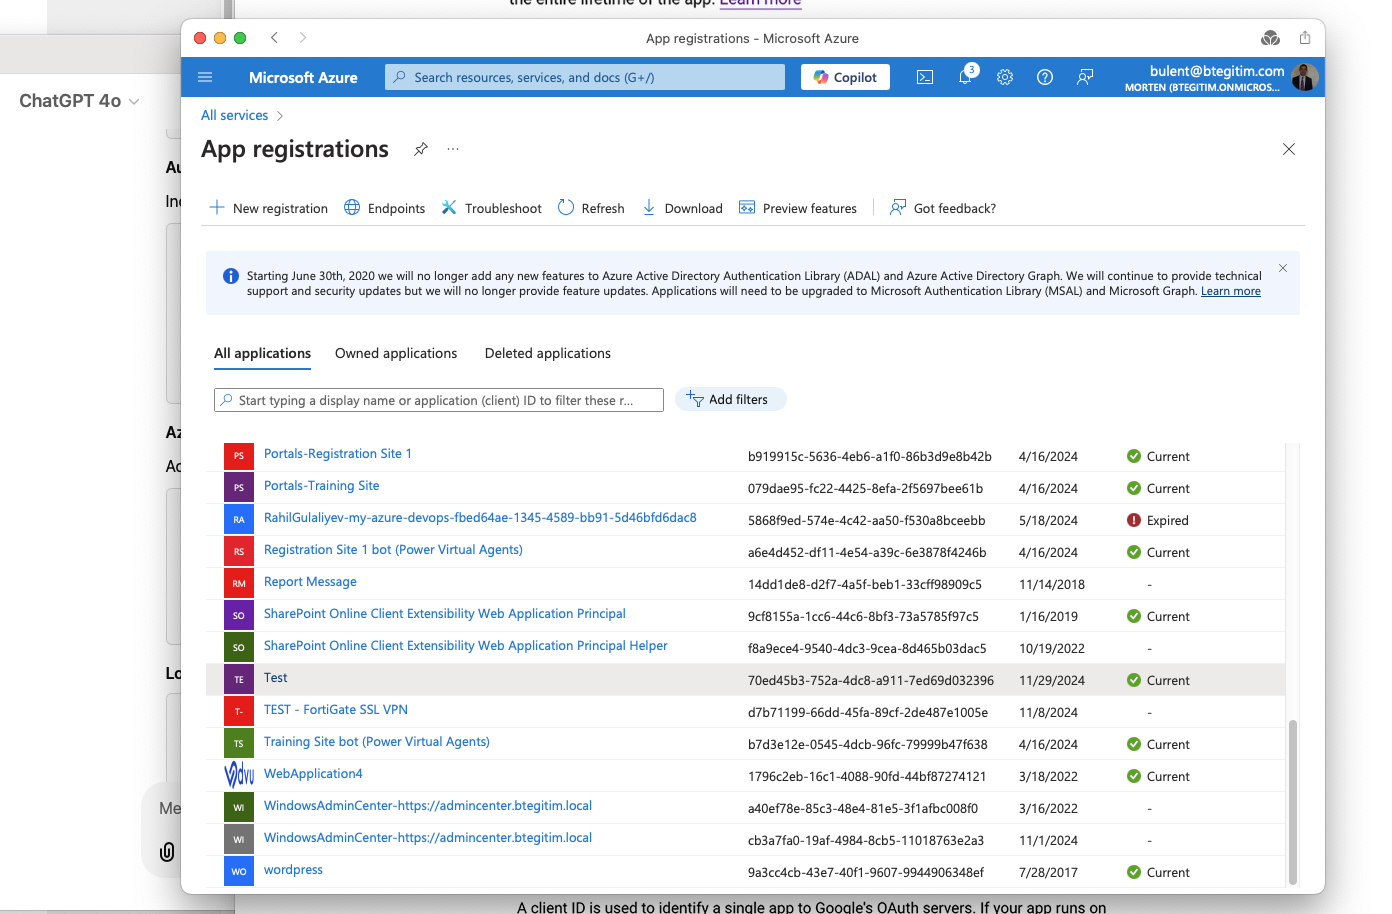 the entire lifetime of the app. Learn more
App registrations - Microsoft Azure
Microsoft Azure
Search resources, services, and docs (G+/)
Copilot
3
bulent@btegitim.com
MORTEN (BTEGITIM.ONMICROS...
ChatGPT 4o
All services
App registrations
...
Au
Ino
New registration
Endpoints
Troubleshoot
Refresh
Download
Preview features
Got feedback?
Starting June 30th, 2020 we will no longer add any new features to Azure Active Directory Authentication Library (ADAL) and Azure Active Directory Graph. We will continue to provide technical
support and security updates but we will no longer provide feature updates. Applications will need to be upgraded to Microsoft Authentication Library (MSAL) and Microsoft Graph. Learn more
All applications Owned applications Deleted applications
Start typing a display name or application (client) ID to filter these r...
Add filters
Az
Ac
PS Portals-Registration Site 1 b919915c-5636-4eb6-a1f0-86b3d9e8b42b 4/16/2024 Current
PS Portals-Training Site 079dae95-fc22-4425-8efa-2f5697bee61b 4/16/2024 Current
RA RahilGulaliyev-my-azure-devops-fbed64ae-1345-4589-bb91-5d46bfd6dac8 5868f9ed-574e-4c42-aa50-f530a8bceebb 5/18/2024 Expired
RS Registration Site 1 bot (Power Virtual Agents) a6e4d452-df11-4e54-a39c-6e3878f4246b 4/16/2024 Current
RM Report Message 14dd1de8-d2f7-4a5f-beb1-33cff98909c5 11/14/2018 -
SO SharePoint Online Client Extensibility Web Application Principal 9cf8155a-1cc6-44c6-8bf3-73a5785f97c5 1/16/2019 Current
SO SharePoint Online Client Extensibility Web Application Principal Helper f8a9ece4-9540-4dc3-9cea-8d465b03dac5 10/19/2022 -
Lo
TE Test 70ed45b3-752a-4dc8-a911-7ed69d032396 11/29/2024 Current
T- TEST - FortiGate SSL VPN d7b71199-66dd-45fa-89cf-2de487e1005e 11/8/2024 -
TS Training Site bot (Power Virtual Agents) b7d3e12e-0545-4dcb-96fc-79999b47f638 4/16/2024 Current
WebApplication4 1796c2eb-16c1-4088-90fd-44bf87274121 3/18/2022 Current
Me
WI WindowsAdminCenter-https://admincenter.btegitim.local a40ef78e-85c3-48e4-81e5-3f1afbc008f0 3/16/2022 -
WI WindowsAdminCenter-https://admincenter.btegitim.local cb3a7fa0-19af-4984-8cb5-11018763e2a3 11/1/2024 -
WO wordpress 9a3cc4cb-43e7-40f1-9607-9944906348ef 7/28/2017 Current
A client ID is used to identify a single app to Google's OAuth servers. If your app runs on